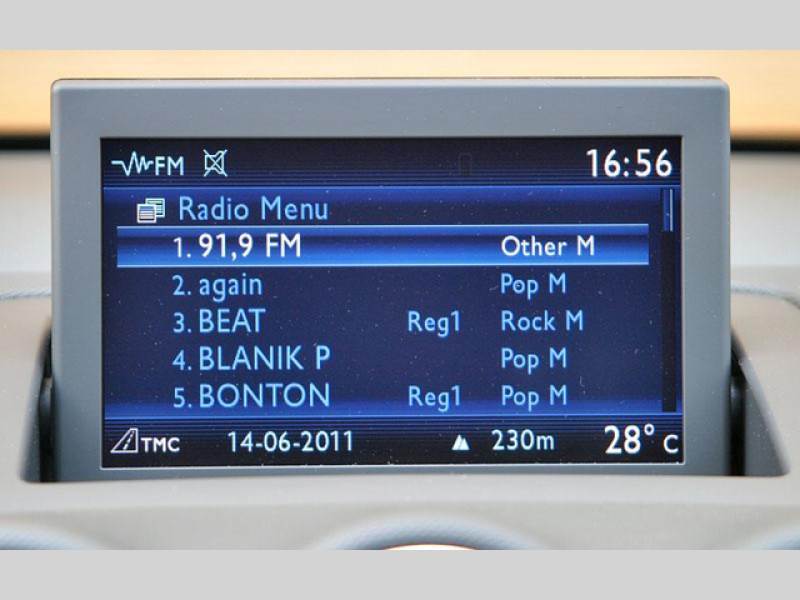 FM 16:56
Radio Menu
1. 91,9 FM Other M
2. again Pop M
3. BEAT Reg1 Rock M
4. BLANIK P Pop M
5. BONTON Reg1 Pop M
TMC 14-06-2011 230m 28° C